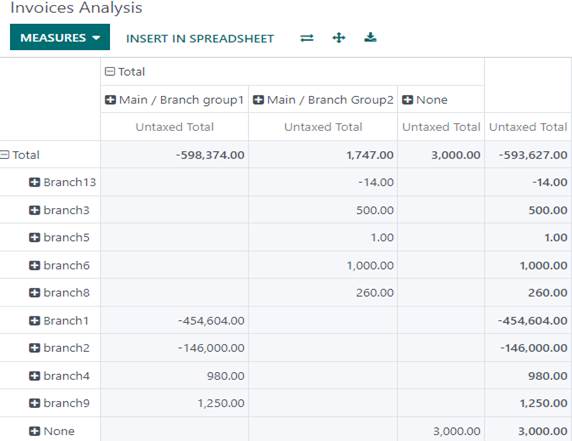 Invoices Analysis
MEASURES INSERT IN SPREADSHEET
Total
Main / Branch group1 Main / Branch Group2 None
Untaxed Total Untaxed Total Untaxed Total Untaxed Total
Total -598,374.00 1,747.00 3,000.00 -593,627.00
Branch13 -14.00 -14.00
branch3 500.00 500.00
branch5 1.00 1.00
branch6 1,000.00 1,000.00
branch8 260.00 260.00
Branch1 -454,604.00 -454,604.00
branch2 -146,000.00 -146,000.00
branch4 980.00 980.00
branch9 1,250.00 1,250.00
None 3,000.00 3,000.00